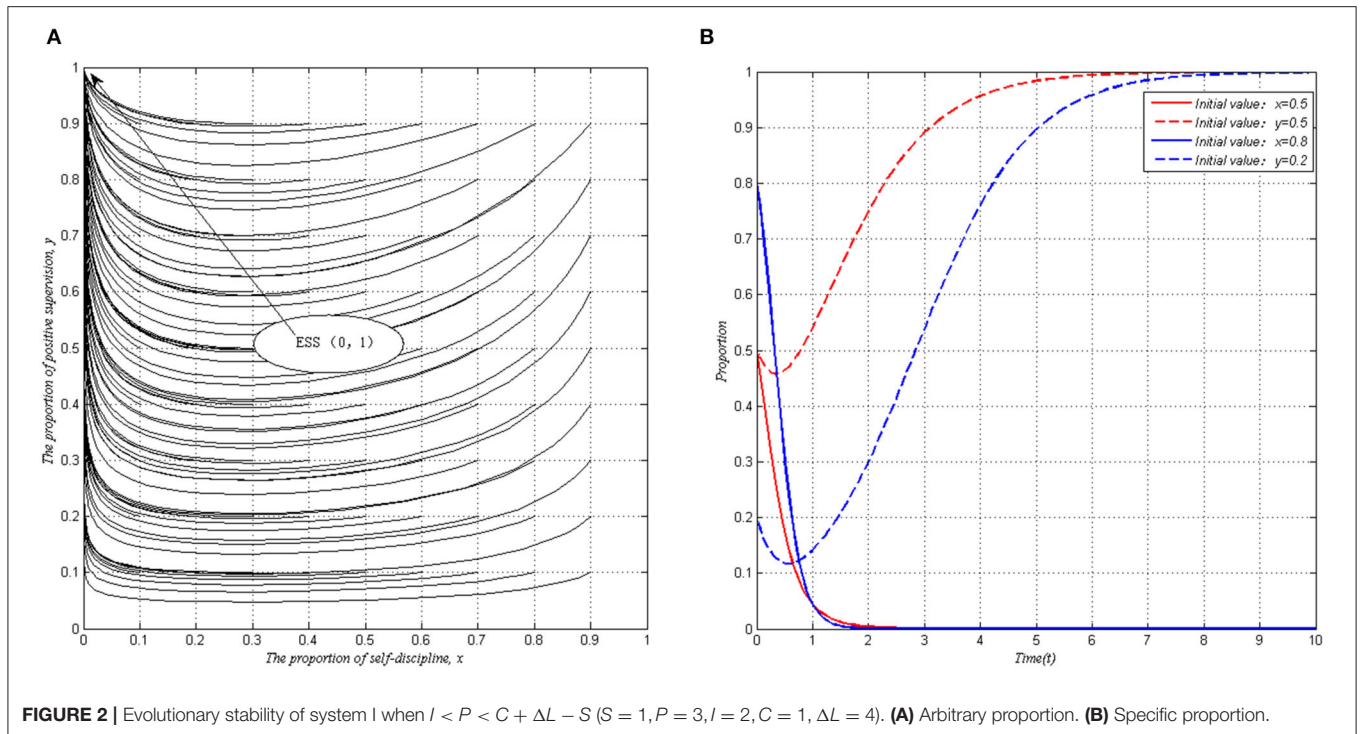 A
1
0.9
0.8
0.7
0.6
0.5
0.4
0.3
0.2
0.1
0
The proportion of positive supervision, y
ESS (0, 1)
0 0.1 0.2 0.3 0.4 0.5 0.6 0.7 0.8 0.9 1
The proportion of self-discipline, x
B
1
0.9
0.8
0.7
0.6
0.5
0.4
0.3
0.2
0.1
0
Proportion
Initial value: x=0.5
Initial value: y=0.5
Initial value: x=0.8
Initial value: y=0.2
0 1 2 3 4 5 6 7 8 9 10
Time(t)
FIGURE 2 | Evolutionary stability of system I when I < P < C + ΔL − S (S = 1, P = 3, I = 2, C = 1, ΔL = 4). (A) Arbitrary proportion. (B) Specific proportion.